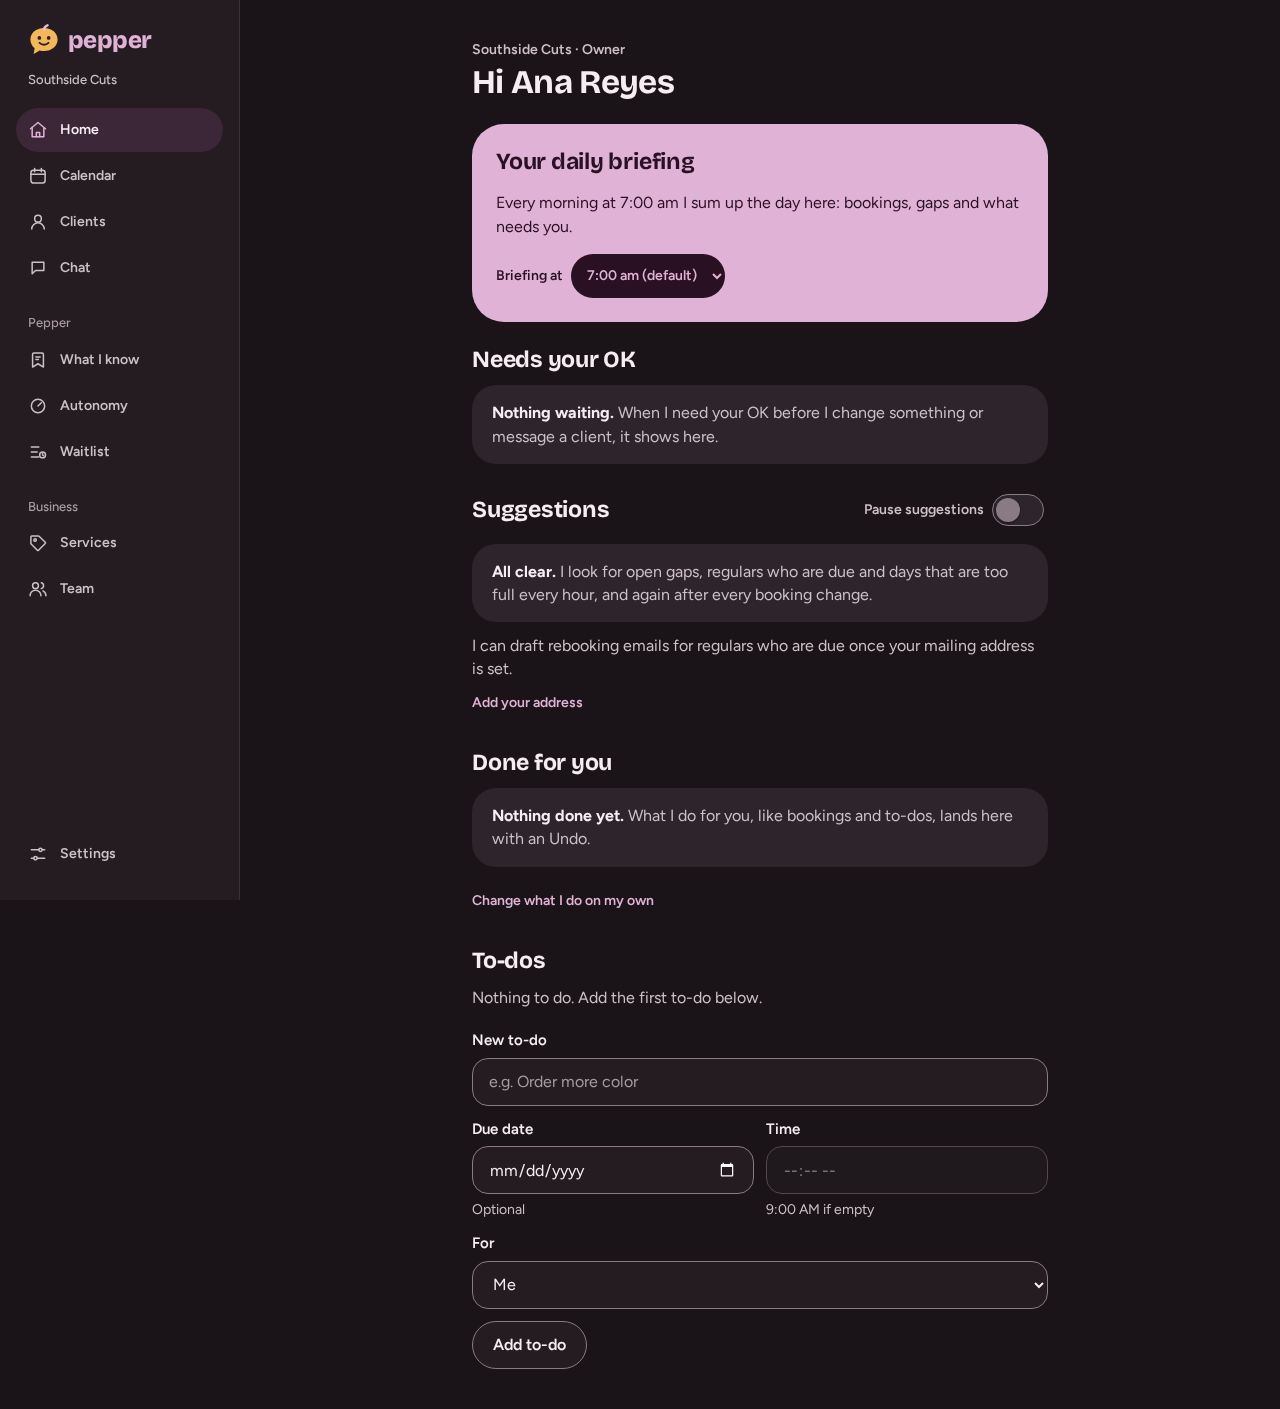 pepper
Southside Cuts
Home
Calendar
Clients
Chat
Pepper
What I know
Autonomy
Waitlist
Business
Services
Team
Settings
Southside Cuts · Owner
Hi Ana Reyes
Your daily briefing
Every morning at 7:00 am I sum up the day here: bookings, gaps and what
needs you.
Briefing at 7:00 am (default)
Needs your OK
Nothing waiting. When I need your OK before I change something or
message a client, it shows here.
Suggestions
Pause suggestions
All clear. I look for open gaps, regulars who are due and days that are too
full every hour, and again after every booking change.
I can draft rebooking emails for regulars who are due once your mailing address
is set.
Add your address
Done for you
Nothing done yet. What I do for you, like bookings and to-dos, lands here
with an Undo.
Change what I do on my own
To-dos
Nothing to do. Add the first to-do below.
New to-do
e.g. Order more color
Due date
mm/dd/yyyy
Optional
Time
--:-- --
9:00 AM if empty
For
Me
Add to-do